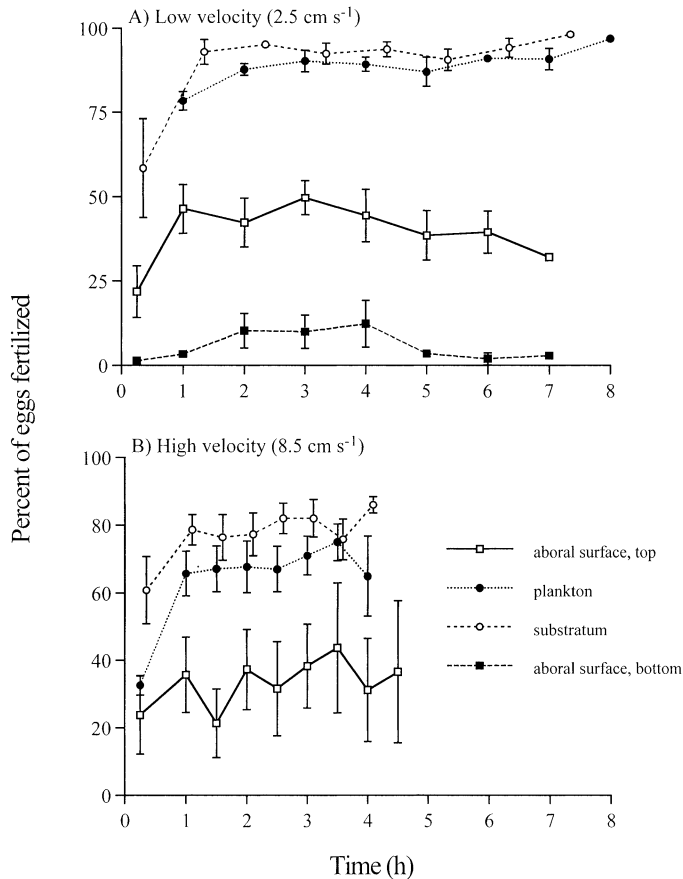 A) Low velocity (2.5 cm s-1)
100
75
50
25
0
0 1 2 3 4 5 6 7 8
Percent of eggs fertilized
B) High velocity (8.5 cm s-1)
100
80
60
40
20
0
0 1 2 3 4 5 6 7 8
aboral surface, top
plankton
substratum
aboral surface, bottom
Time (h)